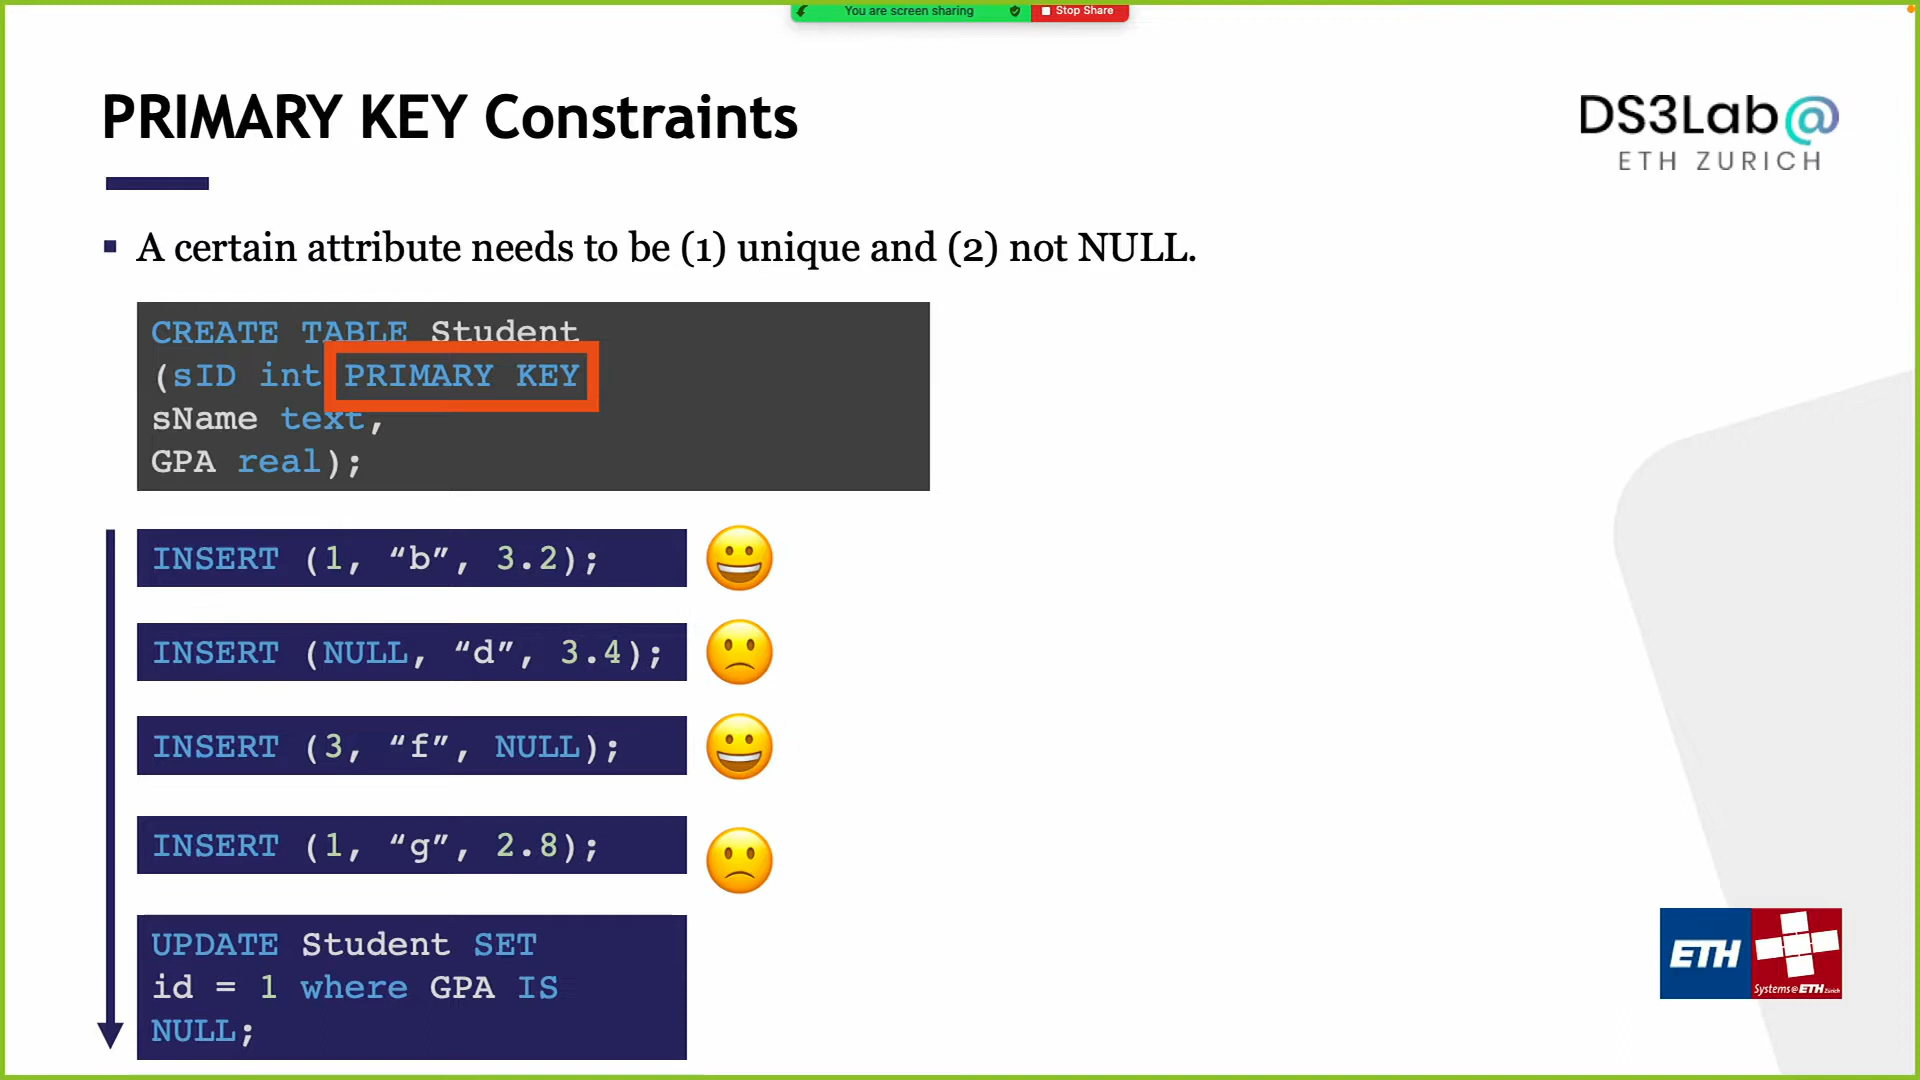 You are screen sharing
Stop Share
PRIMARY KEY Constraints
DS3Lab@
ETH ZURICH
▪ A certain attribute needs to be (1) unique and (2) not NULL.
CREATE TABLE Student
(sID int PRIMARY KEY
sName text,
GPA real);
INSERT (1, “b”, 3.2);
INSERT (NULL, “d”, 3.4);
INSERT (3, “f”, NULL);
INSERT (1, “g”, 2.8);
UPDATE Student SET
id = 1 where GPA IS
NULL;
ETH
Systems@ETH Zürich